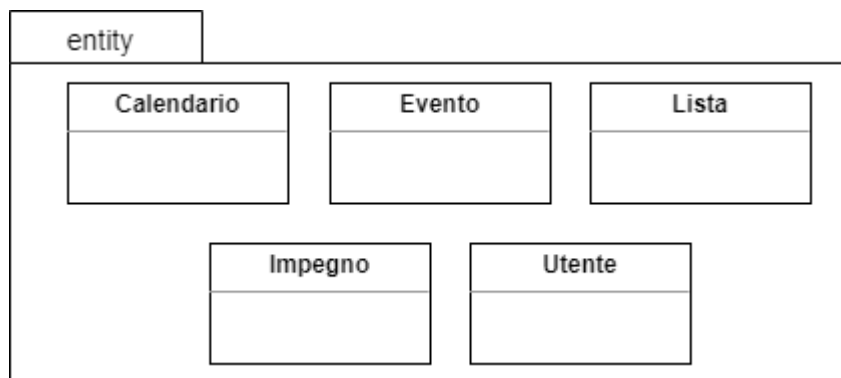 entity
Calendario
Evento
Lista
Impegno
Utente